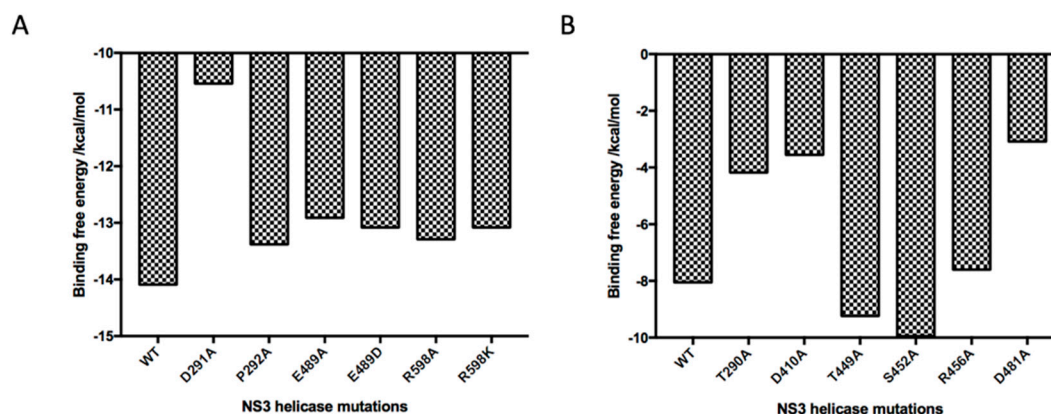 A
Binding free energy /kcal/mol
-10
-11
-12
-13
-14
-15
WT
D291A
P292A
E489A
E489D
R598A
R598K
NS3 helicase mutations
B
Binding free energy /kcal/mol
0
-2
-4
-6
-8
-10
WT
T290A
D410A
T449A
S452A
R456A
D481A
NS3 helicase mutations